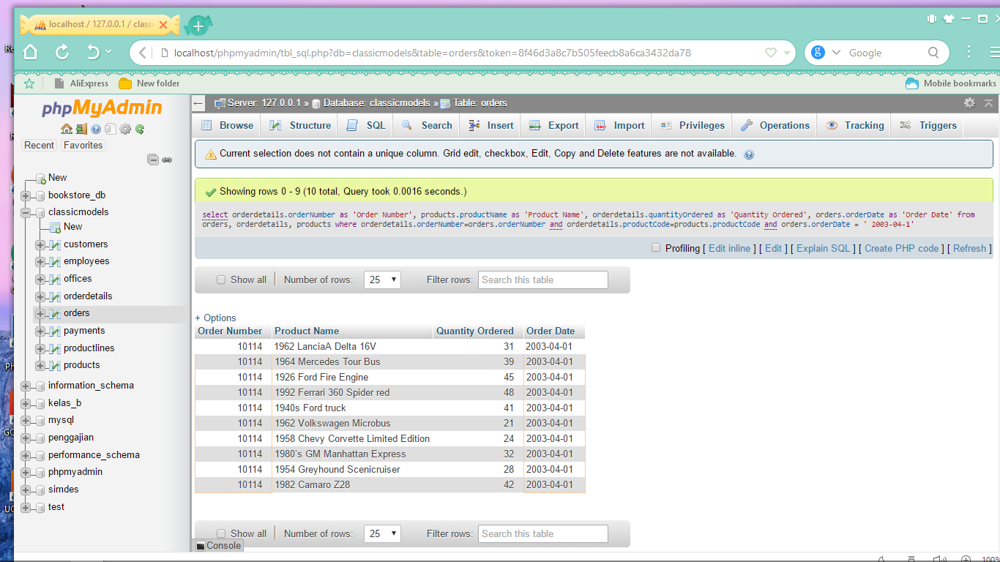 PMA localhost / 127.0.0.1 / classi
localhost/phpmyadmin/tbl_sql.php?db=classicmodels&table=orders&token=8f46d3a8c7b505feecb8a6ca3432da78
g Google
AliExpress New folder Mobile bookmarks
phpMyAdmin
Recent Favorites
New
bookstore_db
classicmodels
New
customers
employees
offices
orderdetails
orders
payments
productlines
products
information_schema
kelas_b
mysql
penggajian
performance_schema
phpmyadmin
simdes
test
Server: 127.0.0.1 » Database: classicmodels » Table: orders
Browse Structure SQL Search Insert Export Import Privileges Operations Tracking Triggers
Current selection does not contain a unique column. Grid edit, checkbox, Edit, Copy and Delete features are not available.
Showing rows 0 - 9 (10 total, Query took 0.0016 seconds.)
select orderdetails.orderNumber as 'Order Number', products.productName as 'Product Name', orderdetails.quantityOrdered as 'Quantity Ordered', orders.orderDate as 'Order Date' from
orders, orderdetails, products where orderdetails.orderNumber=orders.orderNumber and orderdetails.productCode=products.productCode and orders.orderDate = ' 2003-04-1'
Profiling [ Edit inline ] [ Edit ] [ Explain SQL ] [ Create PHP code ] [ Refresh ]
Show all Number of rows: 25 Filter rows: Search this table
+ Options
Order Number Product Name Quantity Ordered Order Date
10114 1962 LanciaA Delta 16V 31 2003-04-01
10114 1964 Mercedes Tour Bus 39 2003-04-01
10114 1926 Ford Fire Engine 45 2003-04-01
10114 1992 Ferrari 360 Spider red 48 2003-04-01
10114 1940s Ford truck 41 2003-04-01
10114 1962 Volkswagen Microbus 21 2003-04-01
10114 1958 Chevy Corvette Limited Edition 24 2003-04-01
10114 1980's GM Manhattan Express 32 2003-04-01
10114 1954 Greyhound Scenicruiser 28 2003-04-01
10114 1982 Camaro Z28 42 2003-04-01
Show all Number of rows: 25 Filter rows: Search this table
Console